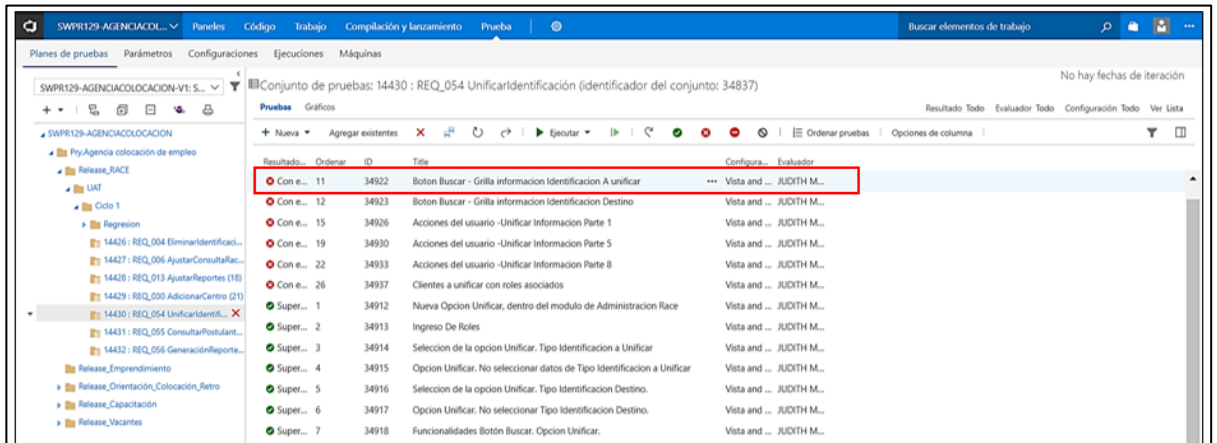 SWPR129-AGENCIACOL... Paneles Código Trabajo Compilación y lanzamiento Prueba Buscar elementos de trabajo
Planes de pruebas Parámetros Configuraciones Ejecuciones Máquinas
SWPR129-AGENCIACOLOCACION-V1: S...
SWPR129-AGENCIACOLOCACION
Pry.Agencia colocación de empleo
Release_RACE
UAT
Ciclo 1
Regresion
14426 : REQ_004 EliminarIdentificaci...
14427 : REQ_006 AjustarConsultaRac...
14428 : REQ_013 AjustarReportes (18)
14429 : REQ_030 AdicionarCentro (21)
14430 : REQ_054 UnificarIdentifi...
14431 : REQ_055 ConsultarPostulant...
14432 : REQ_056 GeneraciónReporte...
Release_Emprendimiento
Release_Orientación_Colocación_Retro
Release_Capacitación
Release_Vacantes
Conjunto de pruebas: 14430 : REQ_054 UnificarIdentificación (identificador del conjunto: 34837)
No hay fechas de iteración
Pruebas Gráficos
Resultado Todo Evaluador Todo Configuración Todo Ver Lista
+ Nueva Agregar existentes Ejecutar Ordenar pruebas Opciones de columna
Resultado... Ordenar ID Title Configura... Evaluador
Con e... 11 34922 Boton Buscar - Grilla informacion Identificacion A unificar ... Vista and ... JUDITH M...
Con e... 12 34923 Boton Buscar - Grilla informacion Identificacion Destino Vista and ... JUDITH M...
Con e... 15 34926 Acciones del usuario -Unificar Informacion Parte 1 Vista and ... JUDITH M...
Con e... 19 34930 Acciones del usuario -Unificar Informacion Parte 5 Vista and ... JUDITH M...
Con e... 22 34933 Acciones del usuario -Unificar Informacion Parte 8 Vista and ... JUDITH M...
Con e... 26 34937 Clientes a unificar con roles asociados Vista and ... JUDITH M...
Super... 1 34912 Nueva Opcion Unificar, dentro del modulo de Administracion Race Vista and ... JUDITH M...
Super... 2 34913 Ingreso De Roles Vista and ... JUDITH M...
Super... 3 34914 Seleccion de la opcion Unificar. Tipo Identificacion a Unificar Vista and ... JUDITH M...
Super... 4 34915 Opcion Unificar. No seleccionar datos de Tipo Identificacion a Unificar Vista and ... JUDITH M...
Super... 5 34916 Seleccion de la opcion Unificar. Tipo Identificacion Destino. Vista and ... JUDITH M...
Super... 6 34917 Opcion Unificar. No seleccionar Tipo Identificacion Destino. Vista and ... JUDITH M...
Super... 7 34918 Funcionalidades Botón Buscar. Opcion Unificar. Vista and ... JUDITH M...